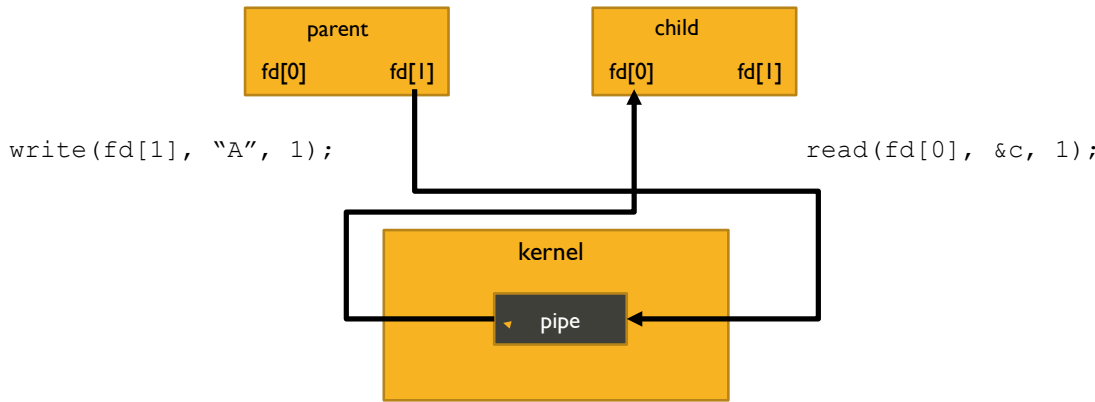 parent
child
fd[0]
fd[1]
fd[0]
fd[1]
write(fd[1], “A”, 1);
read(fd[0], &c, 1);
kernel
pipe